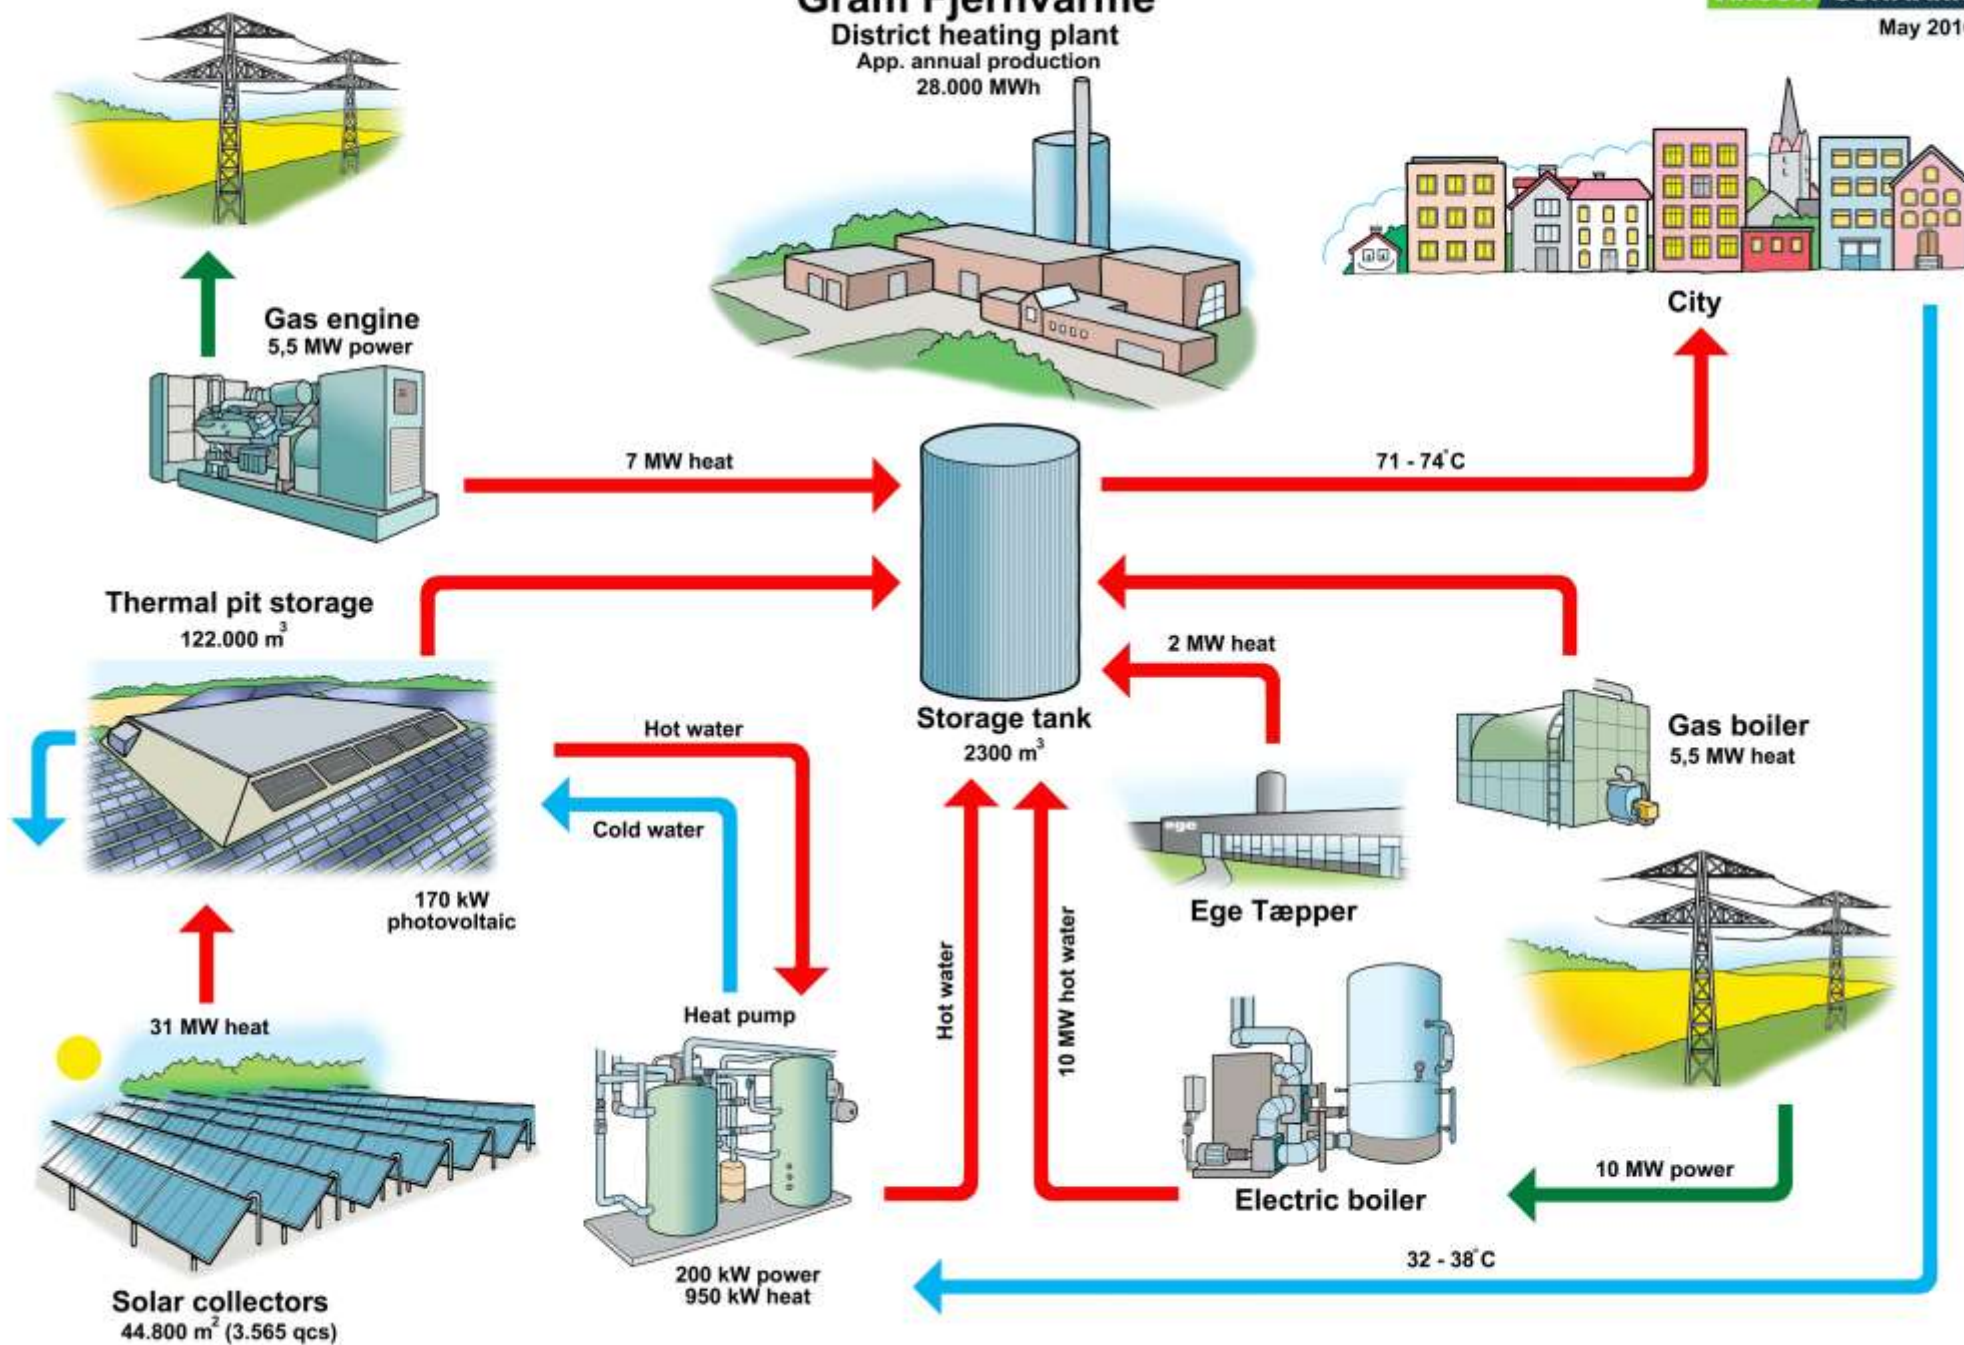 Gram Fjernvarme
District heating plant
App. annual production
28.000 MWh
May 201
City
Gas engine
5,5 MW power
7 MW heat
71 - 74°C
Thermal pit storage
122.000 m³
2 MW heat
Storage tank
2300 m³
Hot water
Cold water
Gas boiler
5,5 MW heat
ege
Ege Tæpper
170 kW
photovoltaic
31 MW heat
Heat pump
Hot water
10 MW hot water
10 MW power
Electric boiler
32 - 38°C
200 kW power
950 kW heat
Solar collectors
44.800 m² (3.565 qcs)